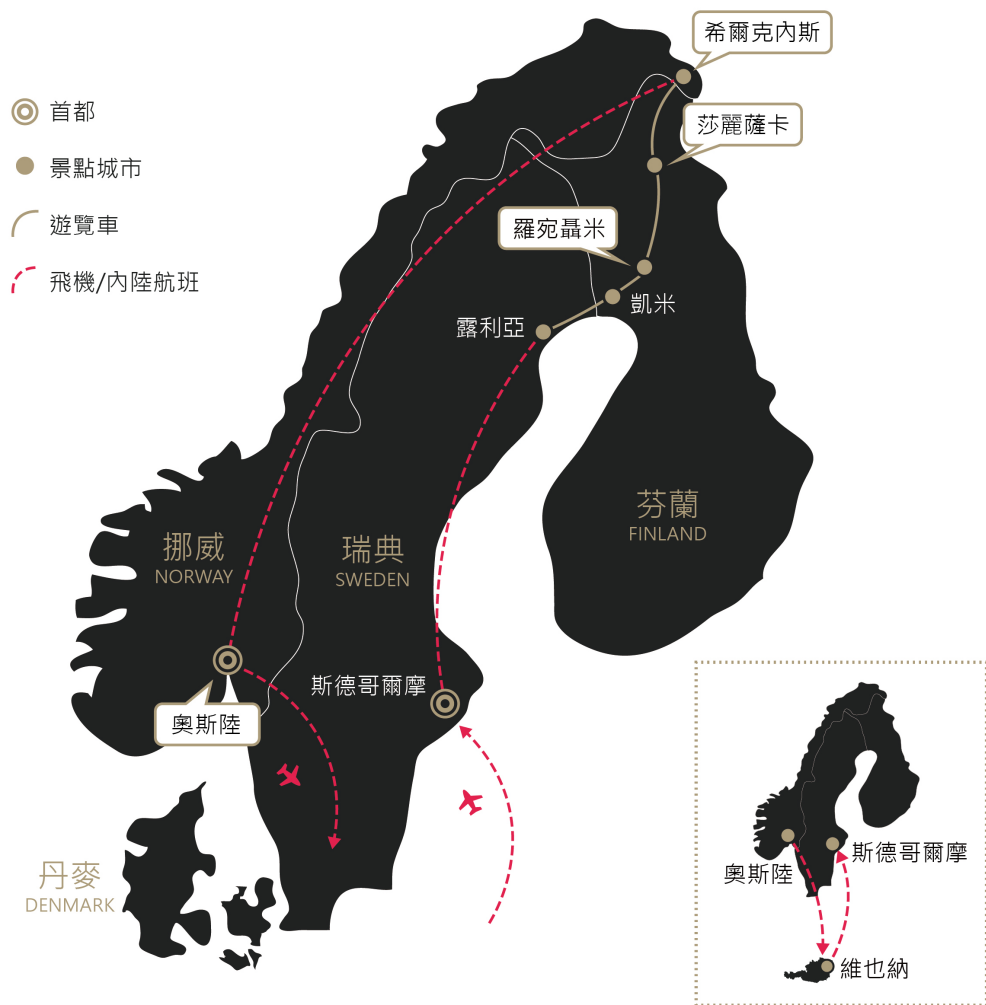 希爾克內斯
首都
莎麗薩卡
景點城市
遊覽車
羅宛聶米
飛機/內陸航班
凱米
露利亞
芬蘭
FINLAND
挪威
NORWAY
瑞典
SWEDEN
斯德哥爾摩
奧斯陸
丹麥
DENMARK
斯德哥爾摩
奧斯陸
維也納